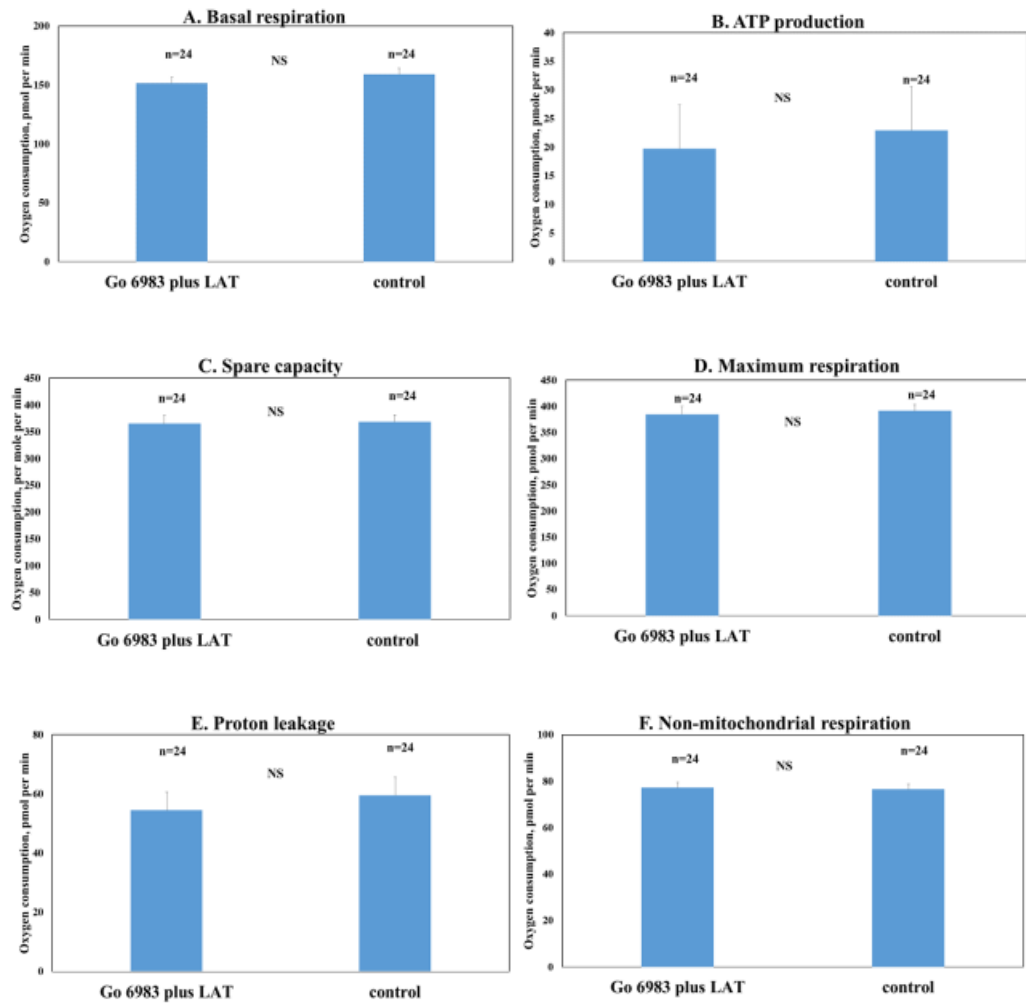 A. Basal respiration
Oxygen consumption, pmol per min
200
150
100
50
0
n=24
NS
n=24
Go 6983 plus LAT
control
B. ATP production
Oxygen consumption, pmole per min
40
35
30
25
20
15
10
5
0
n=24
NS
n=24
Go 6983 plus LAT
control
C. Spare capacity
Oxygen consumption, per mole per min
450
400
350
300
250
200
150
100
50
0
n=24
NS
n=24
Go 6983 plus LAT
control
D. Maximum respiration
Oxygen consumption, pmol per min
450
400
350
300
250
200
150
100
50
0
n=24
NS
n=24
Go 6983 plus LAT
control
E. Proton leakage
Oxygen consumption, pmol per min
80
60
40
20
0
n=24
NS
n=24
Go 6983 plus LAT
control
F. Non-mitochondrial respiration
Oxygen consumption, pmol per min
100
80
60
40
20
0
n=24
NS
n=24
Go 6983 plus LAT
control